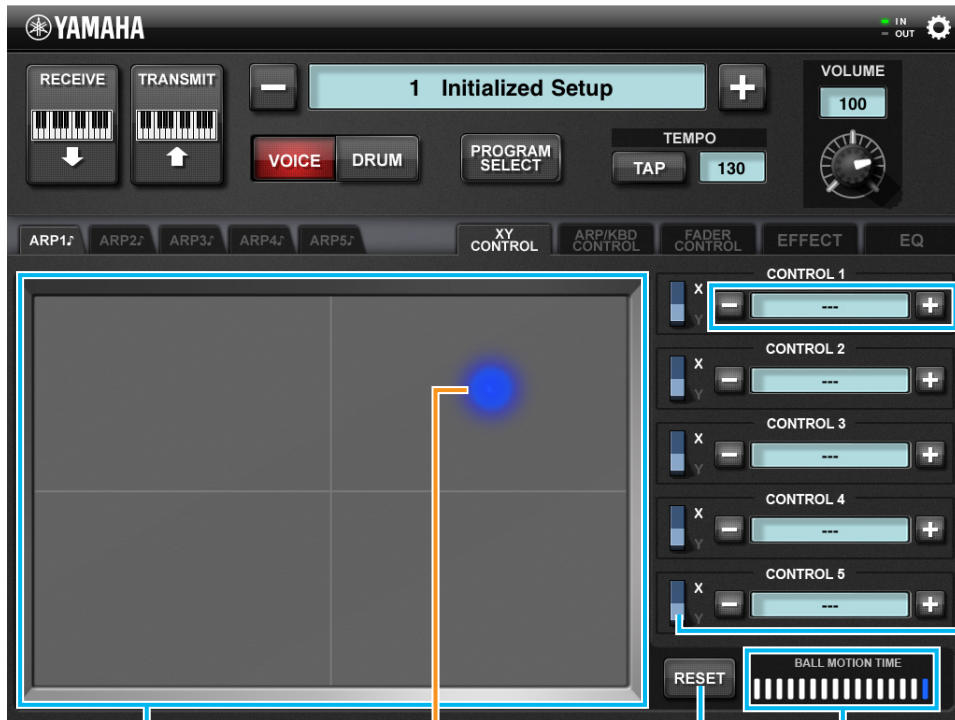 YAMAHA
IN
OUT
RECEIVE
TRANSMIT
1 Initialized Setup
VOLUME
100
VOICE
DRUM
PROGRAM
SELECT
TEMPO
TAP
130
ARP1♪ ARP2♪ ARP3♪ ARP4♪ ARP5♪
XY
CONTROL
ARP/KBD
CONTROL
FADER
CONTROL
EFFECT
EQ
CONTROL 1
X
Y
---
CONTROL 2
X
Y
---
CONTROL 3
X
Y
---
CONTROL 4
X
Y
---
CONTROL 5
X
Y
---
RESET
BALL MOTION TIME